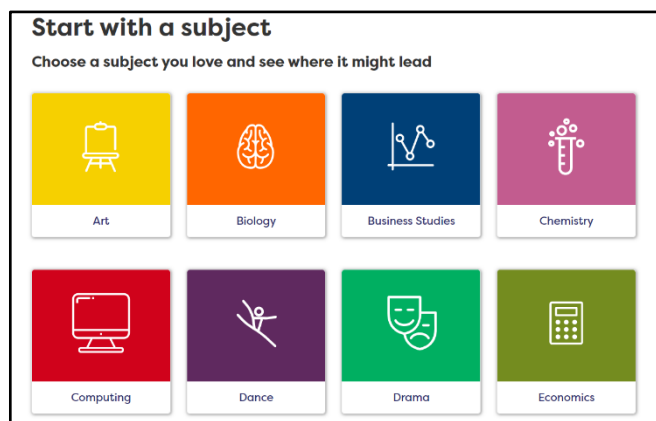 Start with a subject
Choose a subject you love and see where it might lead
Art
Biology
Business Studies
Chemistry
Computing
Dance
Drama
Economics